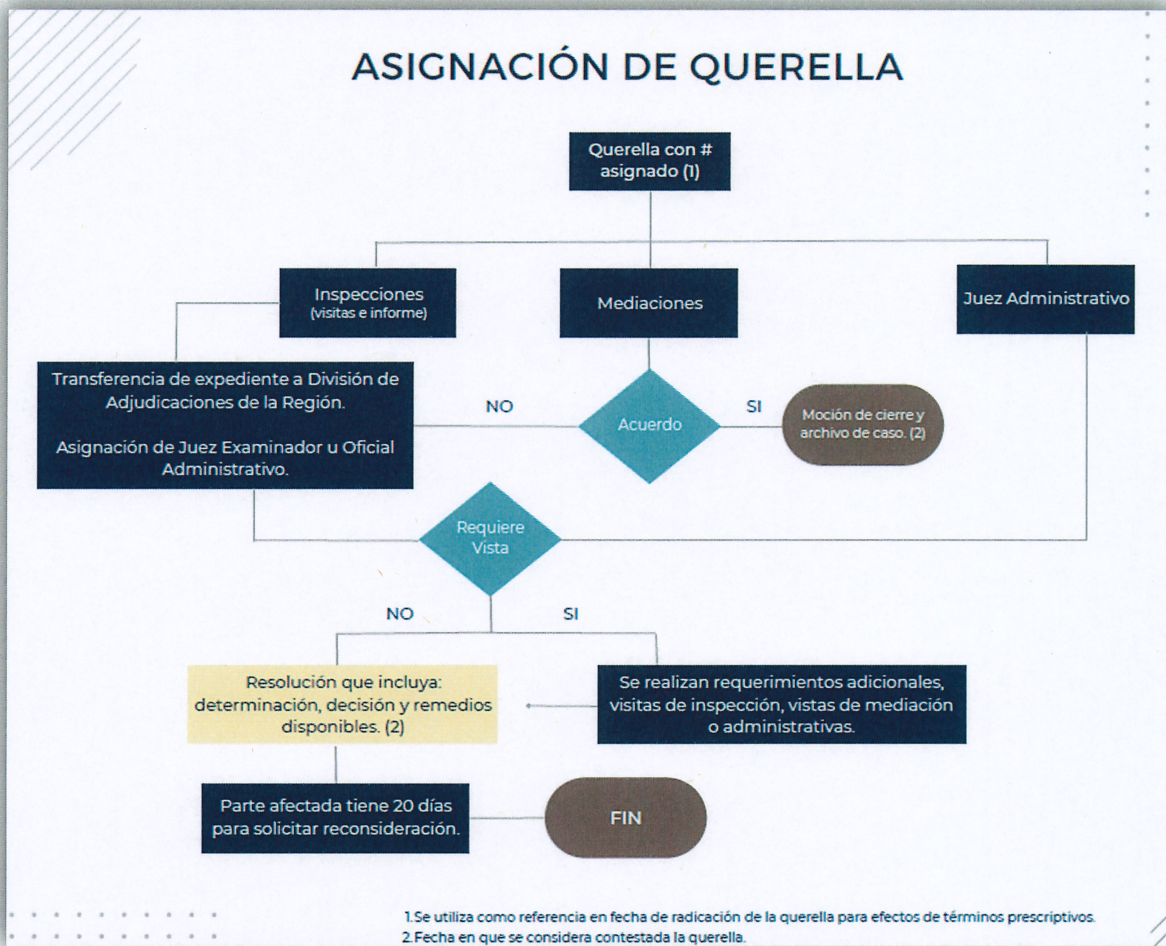 ASIGNACIÓN DE QUERELLA
Querella con #
asignado (1)
Inspecciones
(visitas e informe)
Mediaciones
Juez Administrativo
Transferencia de expediente a División de
Adjudicaciones de la Región.
Asignación de Juez Examinador u Oficial
Administrativo.
NO
Acuerdo
SI
Moción de cierre y
archivo de caso. (2)
Requiere
Vista
NO
SI
Resolución que incluya:
determinación, decisión y remedios
disponibles. (2)
Se realizan requerimientos adicionales,
visitas de inspección, vistas de mediación
o administrativas.
Parte afectada tiene 20 días
para solicitar reconsideración.
FIN
1.Se utiliza como referencia en fecha de radicación de la querella para efectos de términos prescriptivos.
2.Fecha en que se considera contestada la querella.